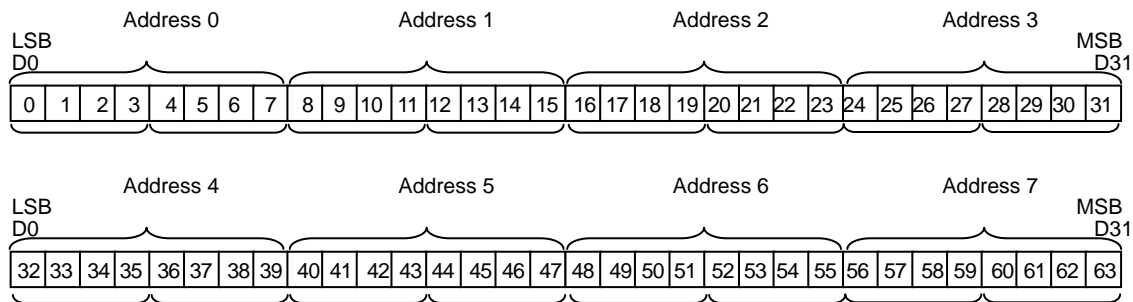 Address 0 Address 1 Address 2 Address 3
LSB MSB
D0 D31
0 1 2 3 4 5 6 7 8 9 10 11 12 13 14 15 16 17 18 19 20 21 22 23 24 25 26 27 28 29 30 31
Address 4 Address 5 Address 6 Address 7
LSB MSB
D0 D31
32 33 34 35 36 37 38 39 40 41 42 43 44 45 46 47 48 49 50 51 52 53 54 55 56 57 58 59 60 61 62 63